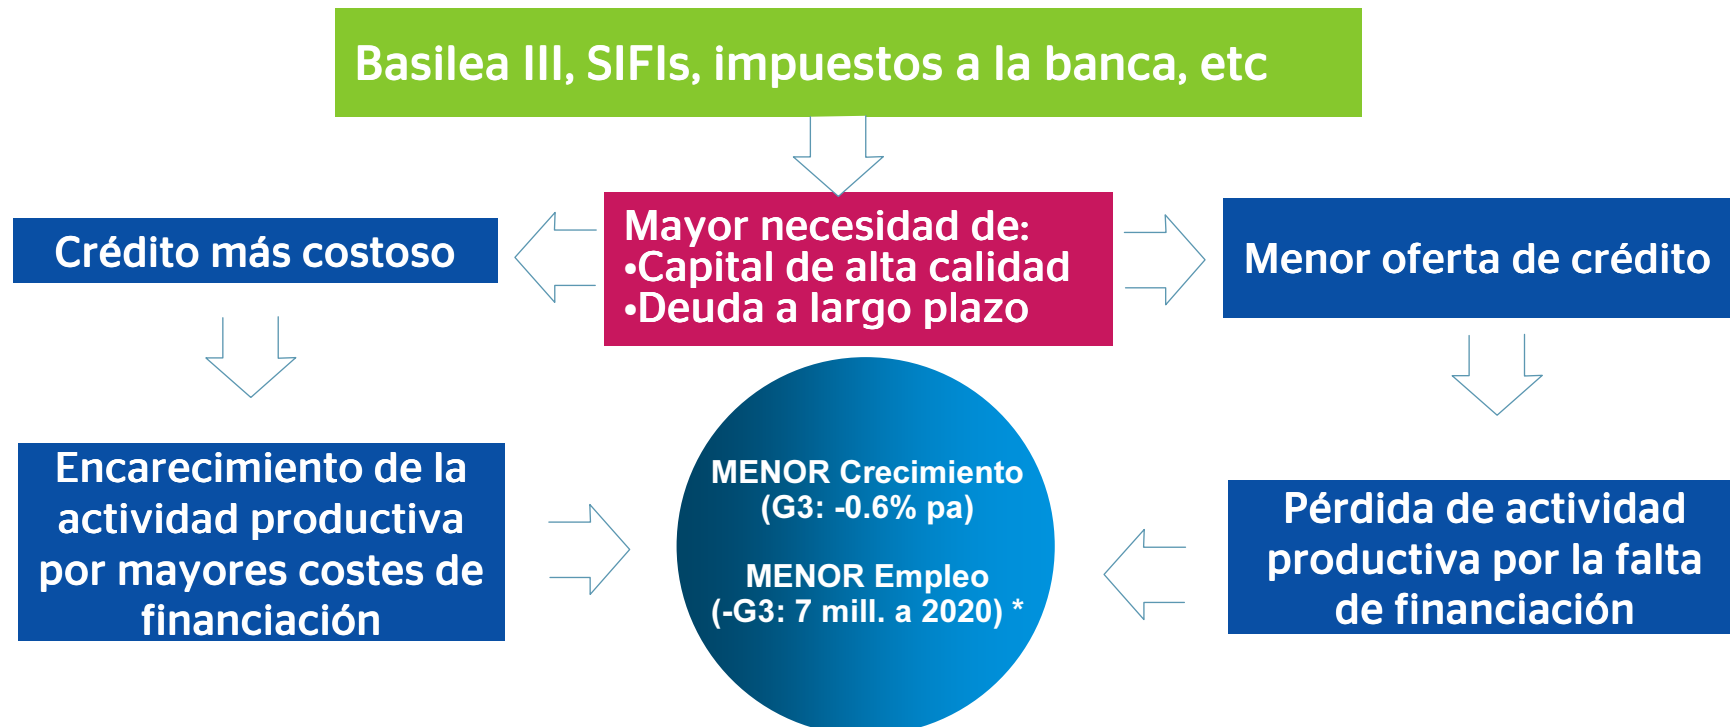 Basilea III, SIFIs, impuestos a la banca, etc
Mayor necesidad de:
•Capital de alta calidad
•Deuda a largo plazo
Crédito más costoso
Menor oferta de crédito
Encarecimiento de la
actividad productiva
por mayores costes de
financiación
MENOR Crecimiento
(G3: -0.6% pa)
MENOR Empleo
(-G3: 7 mill. a 2020) *
Pérdida de actividad
productiva por la falta
de financiación